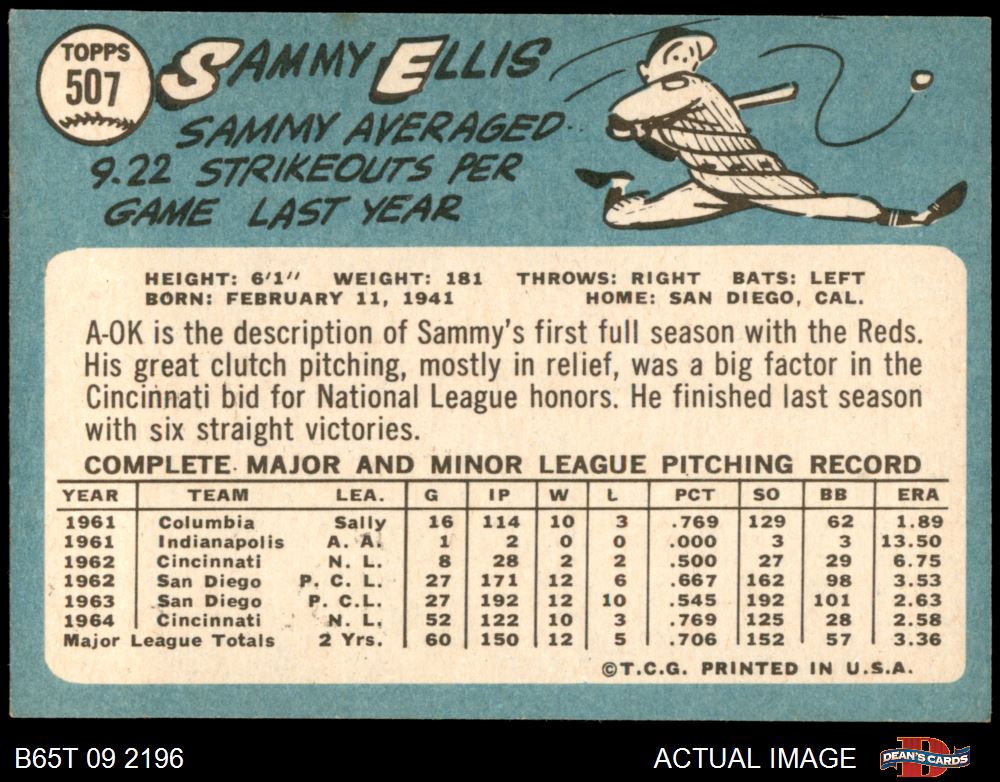 TOPPS
507
SAMMY ELLIS
SAMMY AVERAGED
9.22 STRIKEOUTS PER
GAME LAST YEAR
HEIGHT: 6'1" WEIGHT: 181 THROWS: RIGHT BATS: LEFT
BORN: FEBRUARY 11, 1941 HOME: SAN DIEGO, CAL.
A-OK is the description of Sammy's first full season with the Reds.
His great clutch pitching, mostly in relief, was a big factor in the
Cincinnati bid for National League honors. He finished last season
with six straight victories.
COMPLETE MAJOR AND MINOR LEAGUE PITCHING RECORD
YEAR TEAM LEA. G IP W L PCT SO BB ERA
1961 Columbia Sally 16 114 10 3 .769 129 62 1.89
1961 Indianapolis A. A. 1 2 0 0 .000 3 3 13.50
1962 Cincinnati N. L. 8 28 2 2 .500 27 29 6.75
1962 San Diego P. C. L. 27 171 12 6 .667 162 98 3.53
1963 San Diego P. C.L. 27 192 12 10 .545 192 101 2.63
1964 Cincinnati N. L. 52 122 10 3 .769 125 28 2.58
Major League Totals 2 Yrs. 60 150 12 5 .706 152 57 3.36
©T.C.G. PRINTED IN U.S.A.
B65T 09 2196 ACTUAL IMAGE DEAN'S CARDS